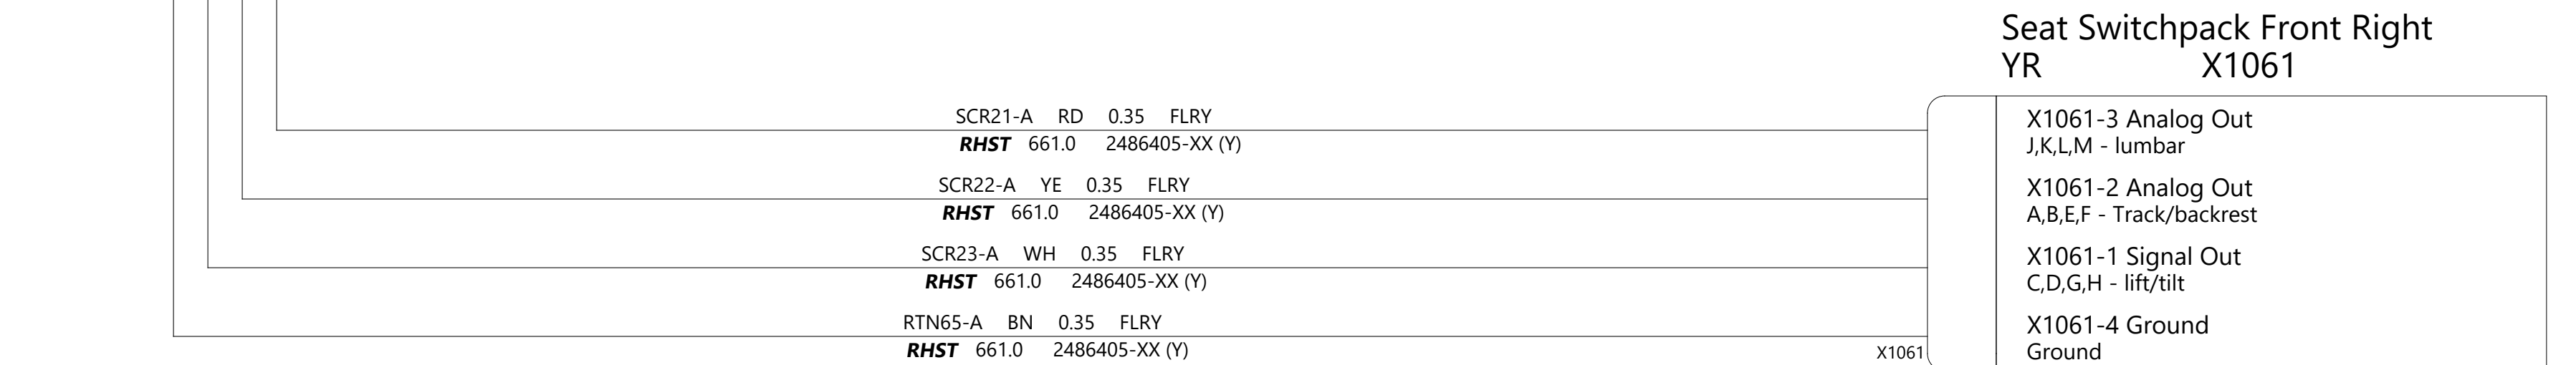 Seat Switchpack Front Right
YR X1061
SCR21-A RD 0.35 FLRY
RHST 661.0 2486405-XX (Y)
X1061-3 Analog Out
J,K,L,M - lumbar
SCR22-A YE 0.35 FLRY
RHST 661.0 2486405-XX (Y)
X1061-2 Analog Out
A,B,E,F - Track/backrest
SCR23-A WH 0.35 FLRY
RHST 661.0 2486405-XX (Y)
X1061-1 Signal Out
C,D,G,H - lift/tilt
RTN65-A BN 0.35 FLRY
RHST 661.0 2486405-XX (Y)
X1061
X1061-4 Ground
Ground